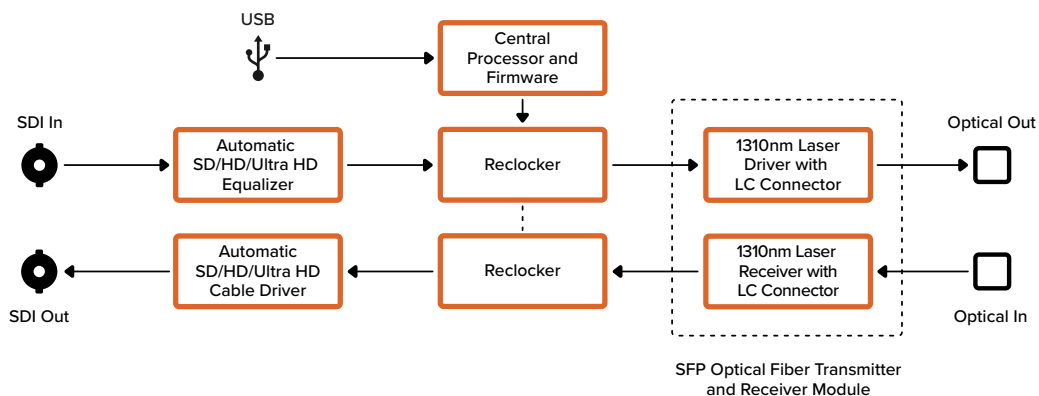 USB
Central
Processor and
Firmware
SDI In
Automatic
SD/HD/Ultra HD
Equalizer
Reclocker
1310nm Laser
Driver with
LC Connector
Optical Out
Automatic
SD/HD/Ultra HD
Cable Driver
Reclocker
1310nm Laser
Receiver with
LC Connector
SDI Out
Optical In
SFP Optical Fiber Transmitter
and Receiver Module